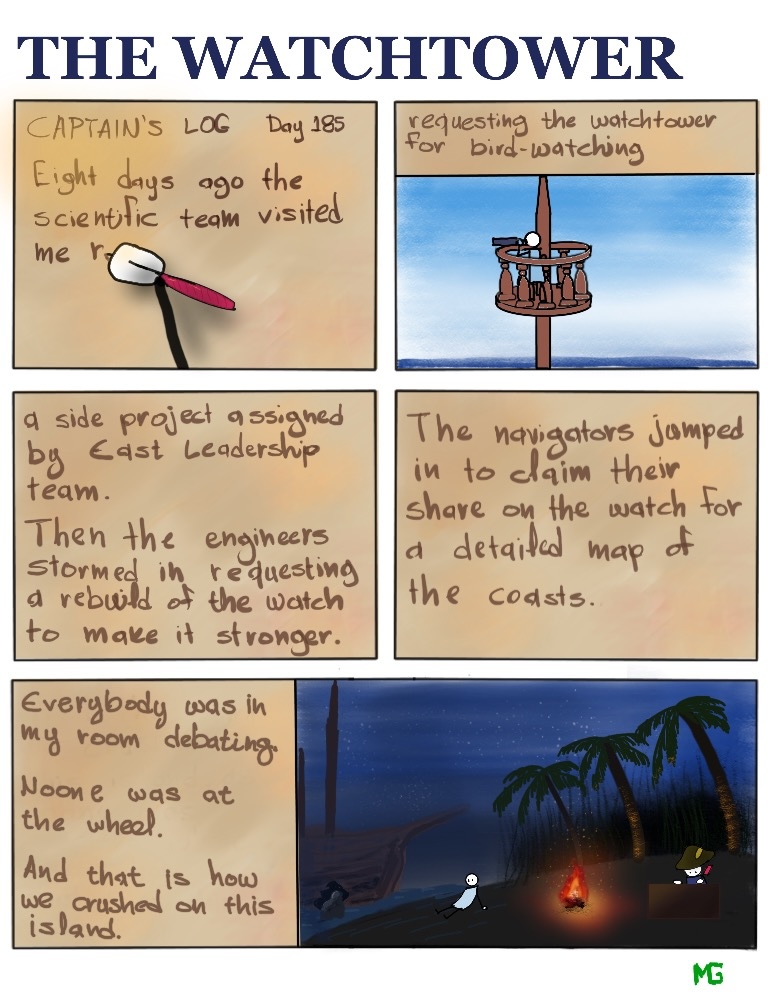 THE WATCHTOWER
CAPTAIN'S LOG Day 185
Eight days ago the
scientific team visited
me r
requesting the watchtower
for bird-watching
a side project assigned
by East Leadership
team.
Then the engineers
stormed in requesting
a rebuild of the watch
to make it stronger.
The navigators jumped
in to claim their
share on the watch for
a detailed map of
the coasts.
Everybody was in
my room debating.
Noone was at
the wheel.
And that is how
we crushed on this
island.
MG